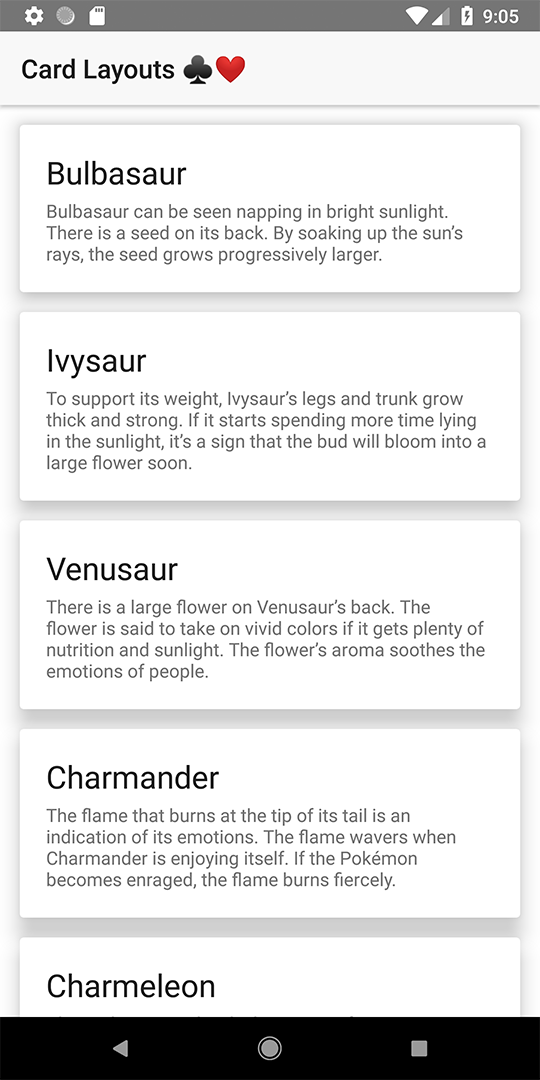 9:05
Card Layouts ♣️❤️
Bulbasaur
Bulbasaur can be seen napping in bright sunlight.
There is a seed on its back. By soaking up the sun’s
rays, the seed grows progressively larger.
Ivysaur
To support its weight, Ivysaur’s legs and trunk grow
thick and strong. If it starts spending more time lying
in the sunlight, it’s a sign that the bud will bloom into a
large flower soon.
Venusaur
There is a large flower on Venusaur’s back. The
flower is said to take on vivid colors if it gets plenty of
nutrition and sunlight. The flower’s aroma soothes the
emotions of people.
Charmander
The flame that burns at the tip of its tail is an
indication of its emotions. The flame wavers when
Charmander is enjoying itself. If the Pokémon
becomes enraged, the flame burns fiercely.
Charmeleon